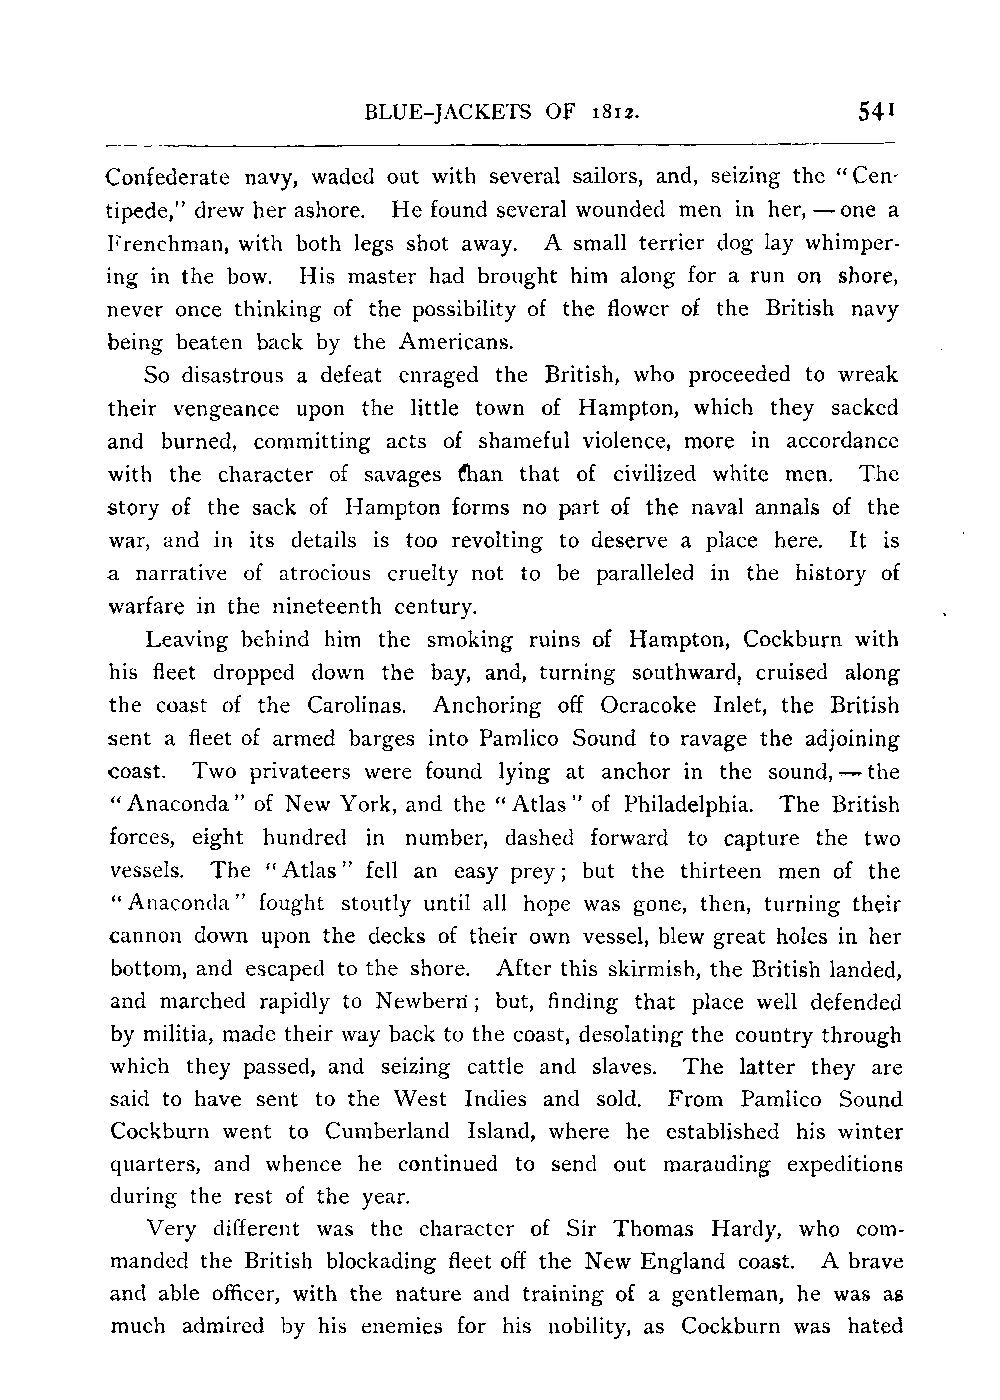 BLUE-JACKETS OF 1812. 541
Confederate navy, waded out with several sailors, and, seizing the "Cen-
tipede," drew her ashore. He found several wounded men in her, — one a
Frenchman, with both legs shot away. A small terrier dog lay whimper-
ing in the bow. His master had brought him along for a run on shore,
never once thinking of the possibility of the flower of the British navy
being beaten back by the Americans.
So disastrous a defeat enraged the British, who proceeded to wreak
their vengeance upon the little town of Hampton, which they sacked
and burned, committing acts of shameful violence, more in accordance
with the character of savages than that of civilized white men. The
story of the sack of Hampton forms no part of the naval annals of the
war, and in its details is too revolting to deserve a place here. It is
a narrative of atrocious cruelty not to be paralleled in the history of
warfare in the nineteenth century.
Leaving behind him the smoking ruins of Hampton, Cockburn with
his fleet dropped down the bay, and, turning southward, cruised along
the coast of the Carolinas. Anchoring off Ocracoke Inlet, the British
sent a fleet of armed barges into Pamlico Sound to ravage the adjoining
coast. Two privateers were found lying at anchor in the sound, — the
"Anaconda" of New York, and the "Atlas" of Philadelphia. The British
forces, eight hundred in number, dashed forward to capture the two
vessels. The "Atlas" fell an easy prey; but the thirteen men of the
"Anaconda" fought stoutly until all hope was gone, then, turning their
cannon down upon the decks of their own vessel, blew great holes in her
bottom, and escaped to the shore. After this skirmish, the British landed,
and marched rapidly to Newbern; but, finding that place well defended
by militia, made their way back to the coast, desolating the country through
which they passed, and seizing cattle and slaves. The latter they are
said to have sent to the West Indies and sold. From Pamlico Sound
Cockburn went to Cumberland Island, where he established his winter
quarters, and whence he continued to send out marauding expeditions
during the rest of the year.
Very different was the character of Sir Thomas Hardy, who com-
manded the British blockading fleet off the New England coast. A brave
and able officer, with the nature and training of a gentleman, he was as
much admired by his enemies for his nobility, as Cockburn was hated